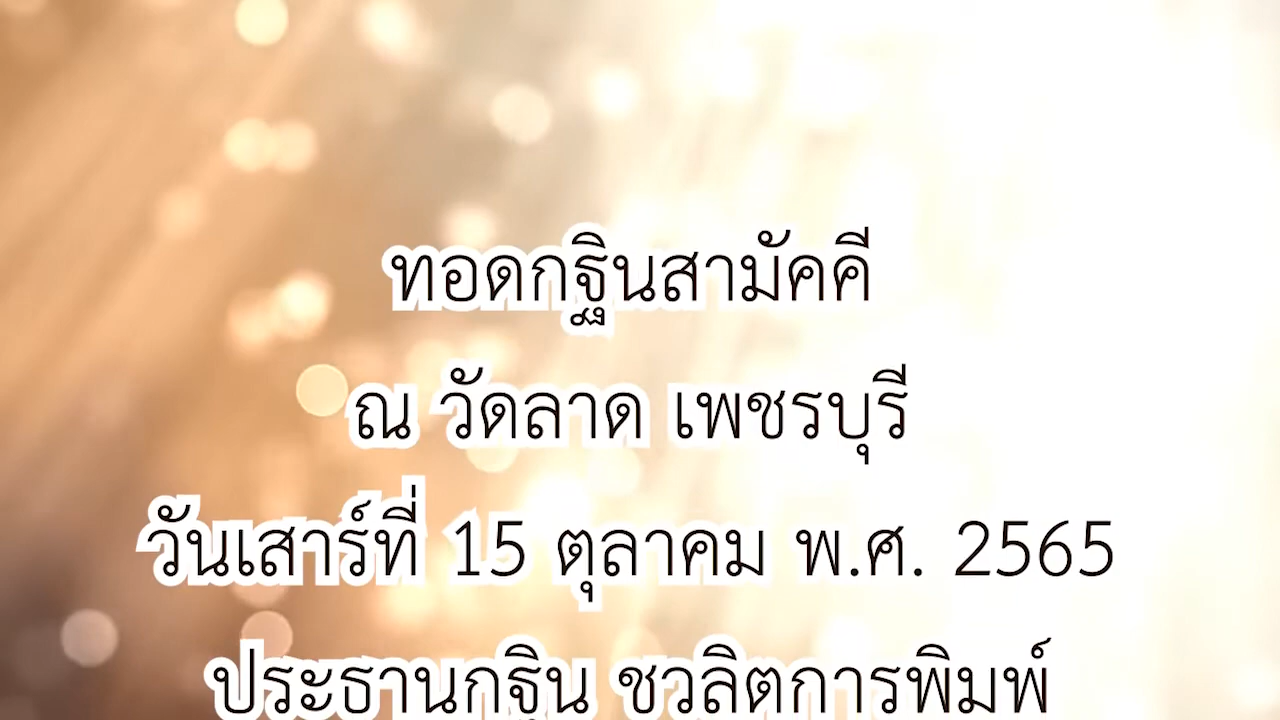 ทอดกฐินสามัคคี
ณ วัดลาด เพชรบุรี
วันเสาร์ที่ 15 ตุลาคม พ.ศ. 2565
ประธานกฐิน ชวลิตการพิมพ์